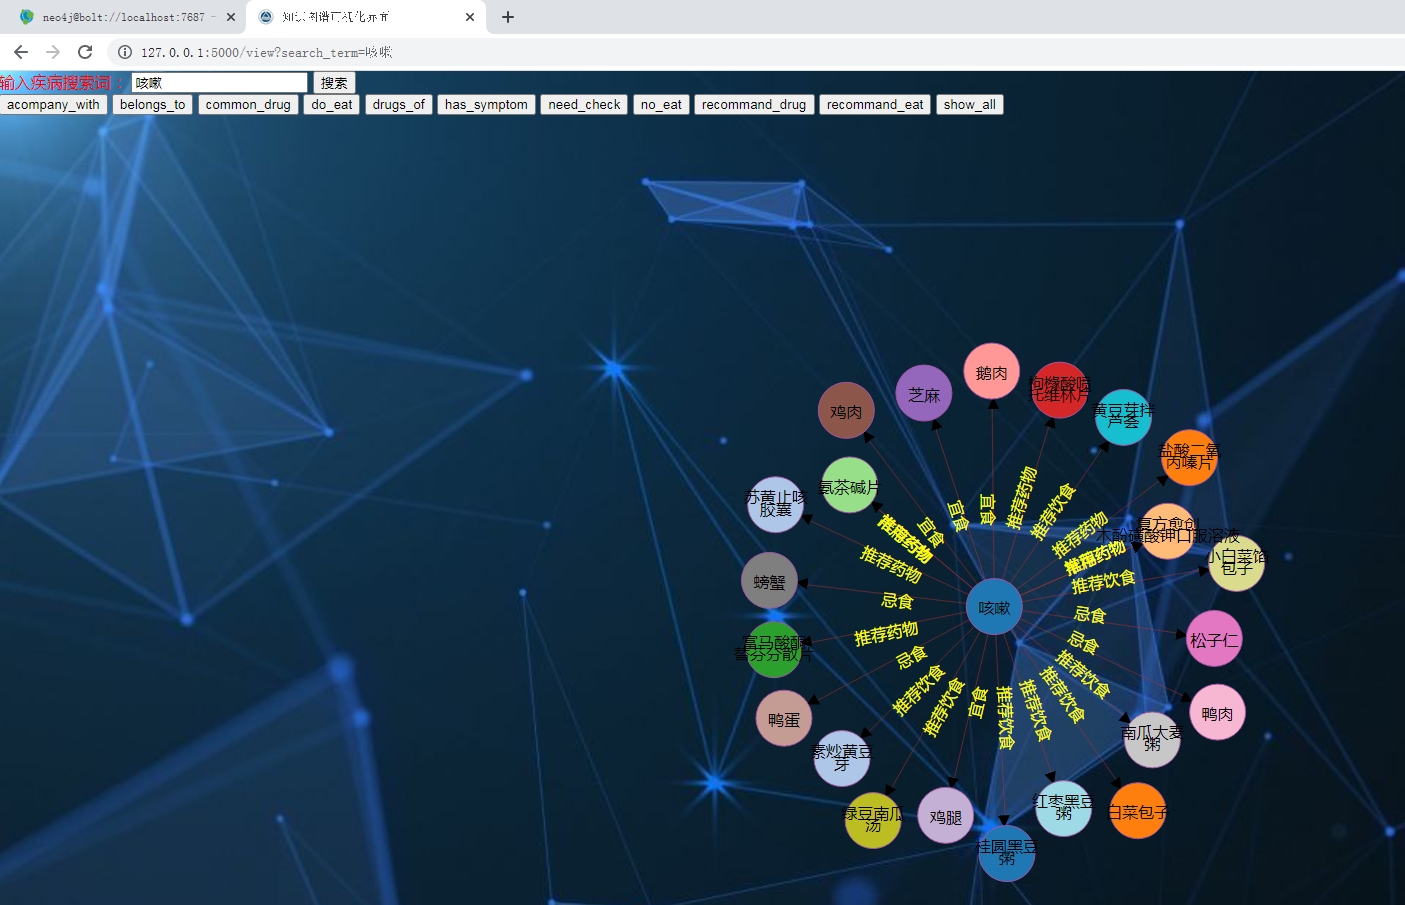 neo4j@bolt://localhost:7687 -
知识图谱可视化界面
127.0.0.1:5000/view?search_term=咳嗽
输入疾病搜索词： 咳嗽 搜索
acompany_with belongs_to common_drug do_eat drugs_of has_symptom need_check no_eat recommand_drug recommand_eat show_all
鹅肉
芝麻
枸橼酸喷
托维林片
鸡肉
黄豆芽拌
芦荟
盐酸二氧
丙嗪片
氨茶碱片
苏黄止咳
胶囊
复方愈创
木酚磺酸钾口服溶液
小白菜馅
包子
螃蟹
咳嗽
松子仁
富马酸酮
替芬分散片
鸭蛋
鸭肉
南瓜大麦
粥
素炒黄豆
芽
绿豆南瓜
汤
鸡腿
红枣黑豆
粥
白菜包子
桂圆黑豆
粥
宜食
宜食
宜食
推荐药物
推荐饮食
推荐药物
推荐药物
推荐饮食
忌食
忌食
推荐饮食
推荐饮食
推荐饮食
推荐饮食
宜食
推荐饮食
推荐饮食
忌食
推荐药物
忌食
推荐药物
推荐药物